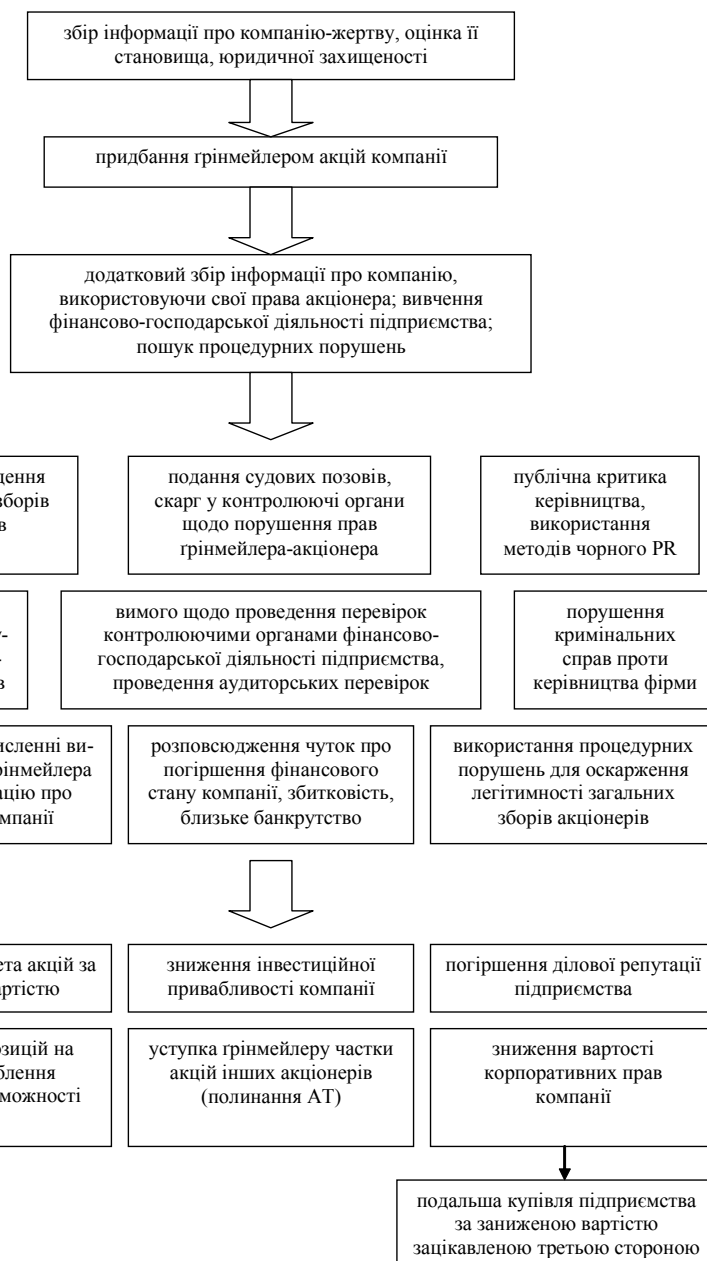 збір інформації про компанію-жертву, оцінка її
становища, юридичної захищеності
придбання ґрінмейлером акцій компанії
додатковий збір інформації про компанію,
використовуючи свої права акціонера; вивчення
фінансово-господарської діяльності підприємства;
пошук процедурних порушень
подання судових позовів,
скарг у контролюючі органи
щодо порушення прав
ґрінмейлера-акціонера
публічна критика
керівництва,
використання
методів чорного PR
вимого щодо проведення перевірок
контролюючими органами фінансово-
господарської діяльності підприємства,
проведення аудиторських перевірок
порушення
кримінальних
справ проти
керівництва фірми
розповсюдження чуток про
погіршення фінансового
стану компанії, збитковість,
близьке банкрутство
використання процедурних
порушень для оскарження
легітимності загальних
зборів акціонерів
акцій за
зниження інвестиційної
привабливості компанії
погіршення ділової репутації
підприємства
на
уступка ґрінмейлеру частки
акцій інших акціонерів
(полинання АТ)
зниження вартості
корпоративних прав
компанії
подальша купівля підприємства
за заниженою вартістю
зацікавленою третьою стороною